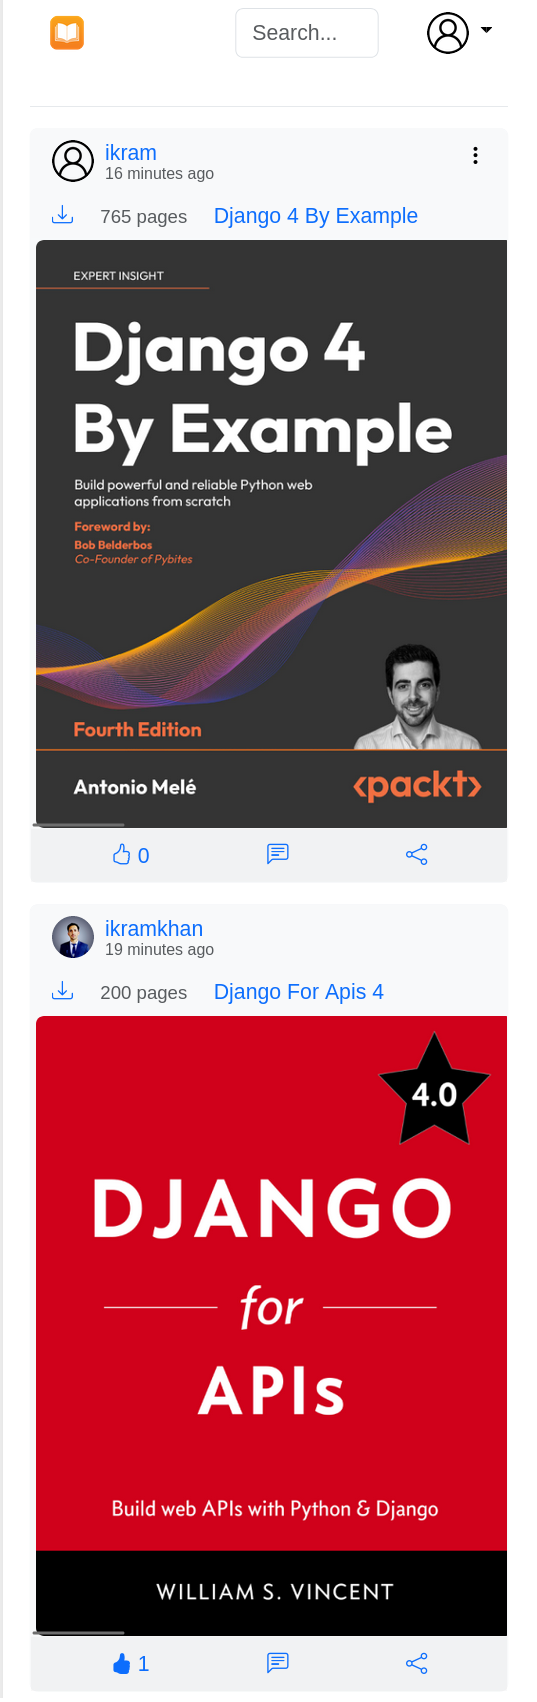 Search...
ikram
16 minutes ago
765 pages Django 4 By Example
EXPERT INSIGHT
Django 4
By Example
Build powerful and reliable Python web
applications from scratch
Foreword by:
Bob Belderbos
Co-Founder of Pybites
Fourth Edition
Antonio Melé
<packt>
0
ikramkhan
19 minutes ago
200 pages Django For Apis 4
4.0
DJANGO
for
APIs
Build web APIs with Python & Django
WILLIAM S. VINCENT
1